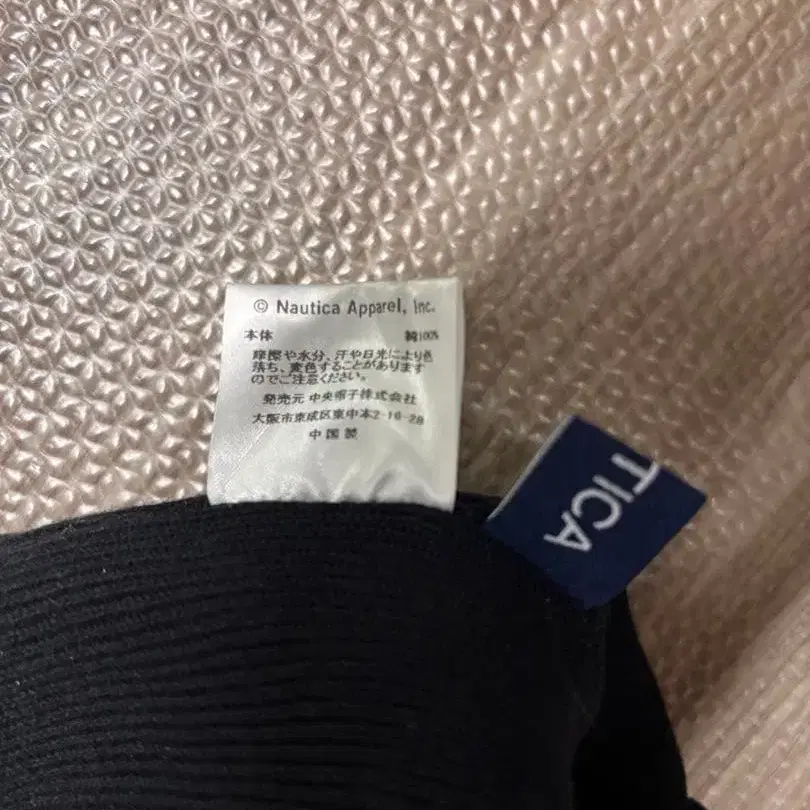 © Nautica Apparel, Inc.
本体 綿100%
摩擦や水分、汗や日光により色
落ち、変色することがあります
のでご注意ください。
発売元 中央帽子株式会社
大阪市東成区東中本2-16-28
中国製
TICA